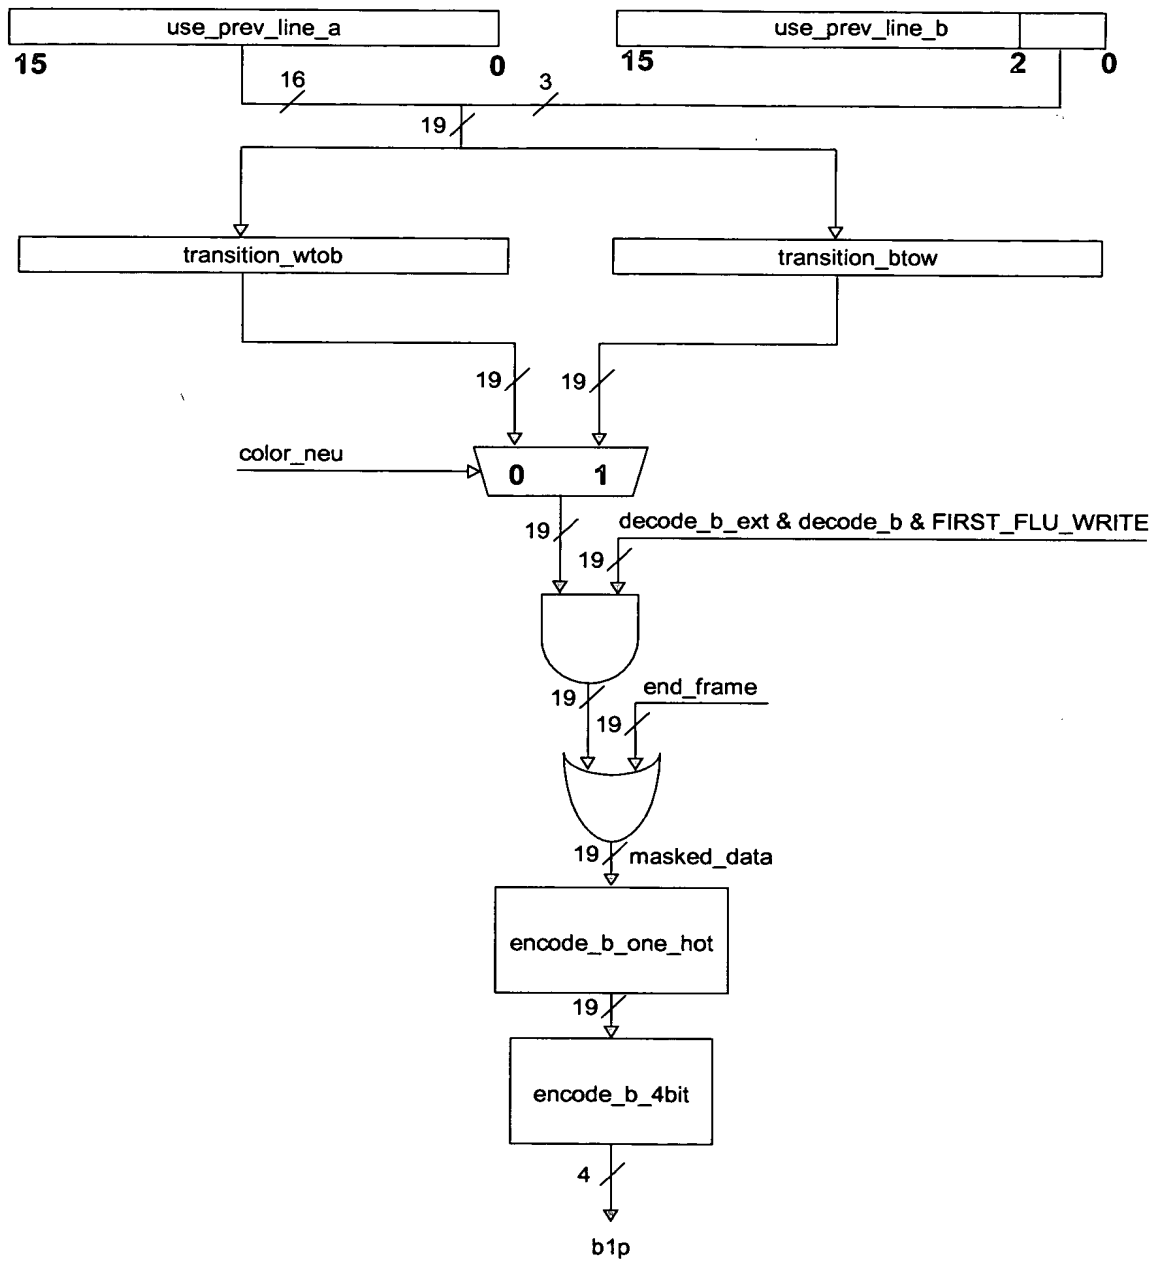 use_prev_line_a
use_prev_line_b
15
0
15
2
0
16
3
19
transition_wtob
transition_btow
19
19
color_neu
0
1
19
decode_b_ext & decode_b & FIRST_FLU_WRITE
19
19
end_frame
19
19
masked_data
encode_b_one_hot
19
encode_b_4bit
4
b1p